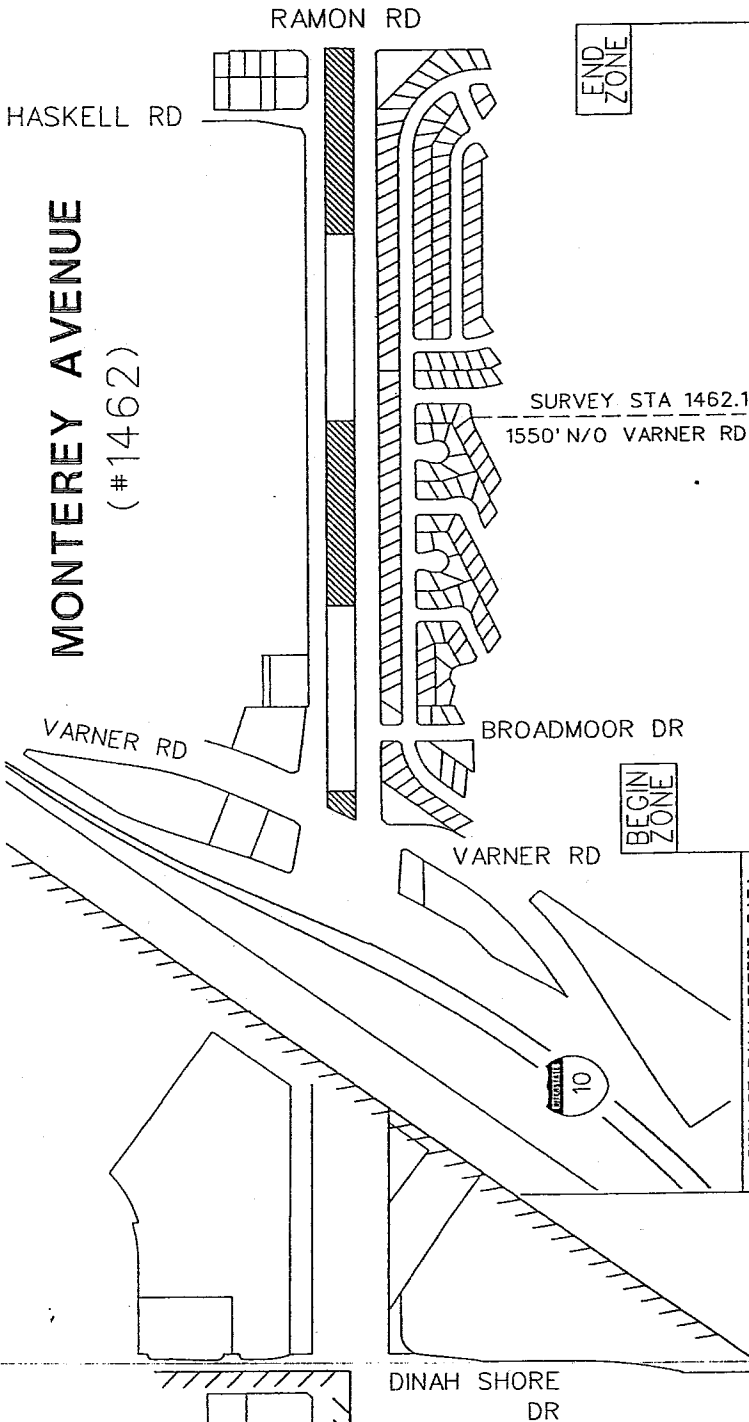 RAMON RD
END
ZONE
HASKELL RD
MONTEREY AVENUE
(#1462)
SURVEY STA 1462.1
1550' N/O VARNER RD
VARNER RD
BROADMOOR DR
BEGIN
ZONE
VARNER RD
INTERSTATE
10
DINAH SHORE
DR